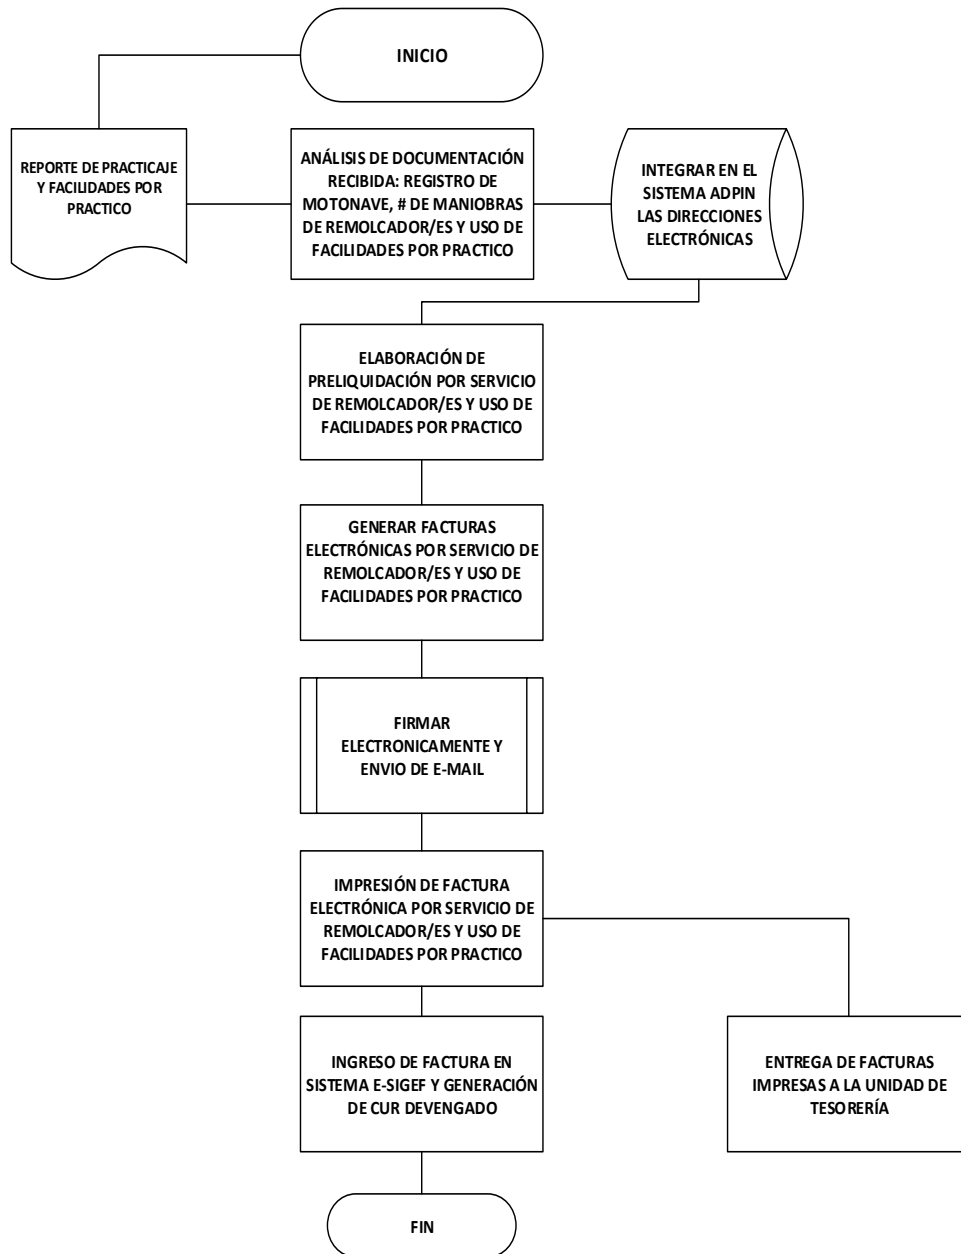 INICIO
REPORTE DE PRACTICAJE
Y FACILIDADES POR
PRACTICO
ANÁLISIS DE DOCUMENTACIÓN
RECIBIDA: REGISTRO DE
MOTONAVE, # DE MANIOBRAS
DE REMOLCADOR/ES Y USO DE
FACILIDADES POR PRACTICO
INTEGRAR EN EL
SISTEMA ADPIN
LAS DIRECCIONES
ELECTRÓNICAS
ELABORACIÓN DE
PRELIQUIDACIÓN POR SERVICIO
DE REMOLCADOR/ES Y USO DE
FACILIDADES POR PRACTICO
GENERAR FACTURAS
ELECTRÓNICAS POR SERVICIO DE
REMOLCADOR/ES Y USO DE
FACILIDADES POR PRACTICO
FIRMAR
ELECTRONICAMENTE Y
ENVIO DE E-MAIL
IMPRESIÓN DE FACTURA
ELECTRÓNICA POR SERVICIO DE
REMOLCADOR/ES Y USO DE
FACILIDADES POR PRACTICO
INGRESO DE FACTURA EN
SISTEMA E-SIGEF Y GENERACIÓN
DE CUR DEVENGADO
ENTREGA DE FACTURAS
IMPRESAS A LA UNIDAD DE
TESORERÍA
FIN